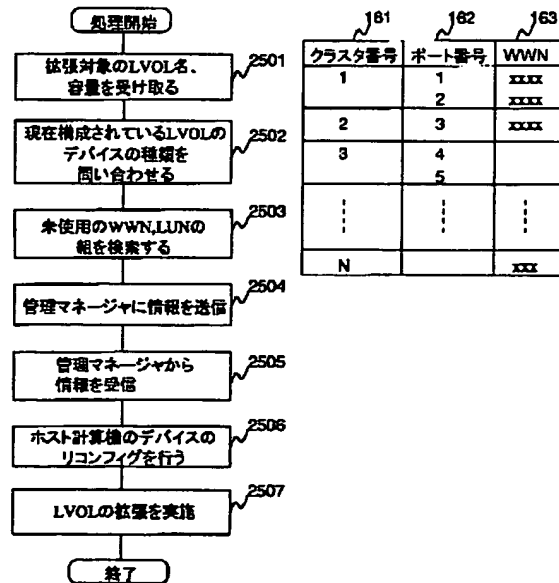 処理開始
拡張対象のLVOL名、
容量を受け取る
2501
現在構成されているLVOLの
デバイスの種類を
問い合わせる
2502
未使用のWWN,LUNの
組を検索する
2503
管理マネージャに情報を送信
2504
管理マネージャから
情報を受信
2505
ホスト計算機のデバイスの
リコンフィグを行う
2506
LVOLの拡張を実施
2507
終了
161 162 163
クラスタ番号 ポート番号 WWN
1 1 xxxx
2 xxxx
2 3 xxxx
3 4
5
N xxx